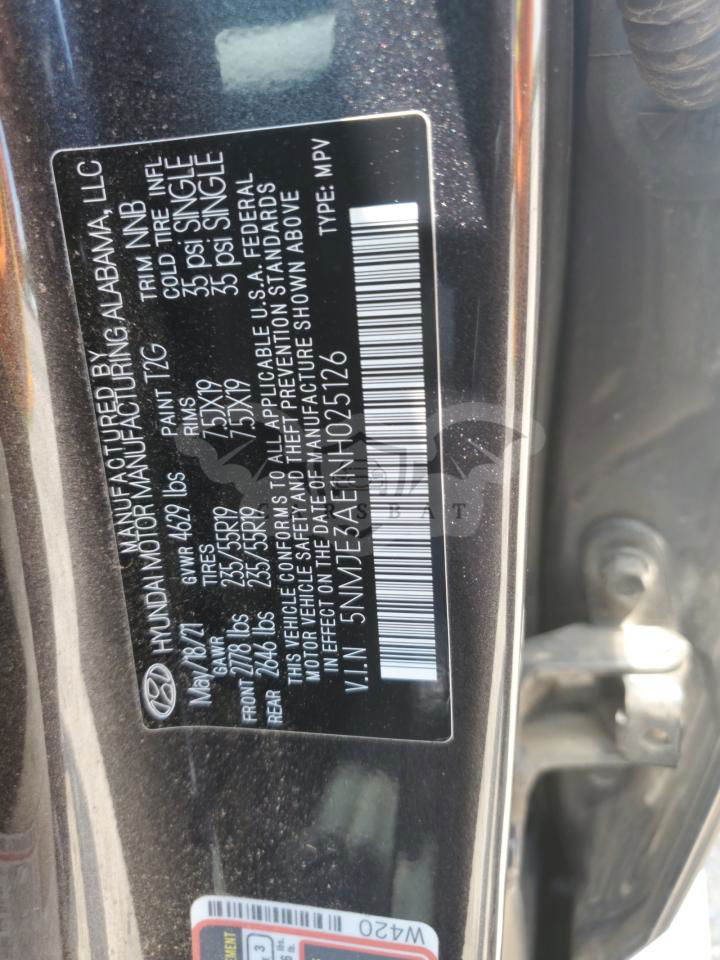 MANUFACTURED BY
HYUNDAI MOTOR MANUFACTURING ALABAMA, LLC
May/18/21 GVWR 4629 lbs PAINT T2G TRIM NNB
GAWR TIRES RIMS COLD TIRE INFL
FRONT 2778 lbs 235/55R19 7.5JX19 35 psi SINGLE
REAR 2646 lbs 235/55R19 7.5JX19 35 psi SINGLE
THIS VEHICLE CONFORMS TO ALL APPLICABLE U.S.A. FEDERAL
MOTOR VEHICLE SAFETY AND THEFT PREVENTION STANDARDS
IN EFFECT ON THE DATE OF MANUFACTURE SHOWN ABOVE
V.I.N 5NMJE3AE1NH025126 TYPE: MPV
W420